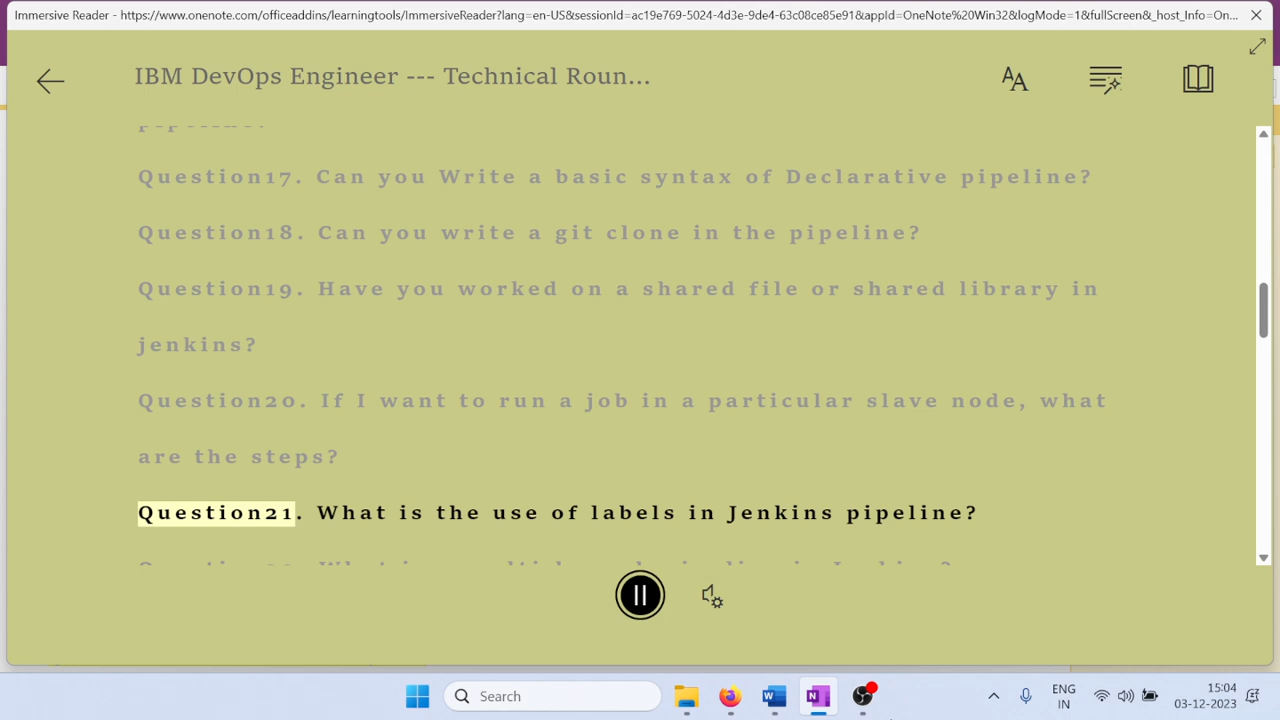 Immersive Reader - https://www.onenote.com/officeaddins/learningtools/ImmersiveReader?lang=en-US&sessionId=ac19e769-5024-4d3e-9de4-63c08ce85e91&appId=OneNote%20Win32&logMode=1&fullScreen&_host_Info=On...
IBM DevOps Engineer --- Technical Roun...
pipeline?
Question17. Can you Write a basic syntax of Declarative pipeline?
Question18. Can you write a git clone in the pipeline?
Question19. Have you worked on a shared file or shared library in
jenkins?
Question20. If I want to run a job in a particular slave node, what
are the steps?
Question21. What is the use of labels in Jenkins pipeline?
Search
ENG
IN
15:04
03-12-2023